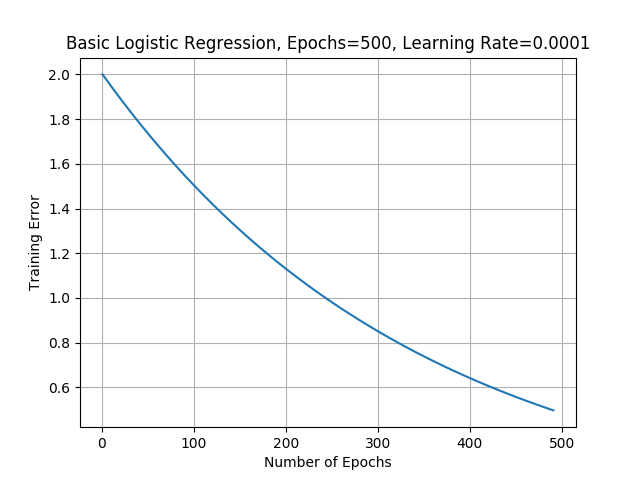 Basic Logistic Regression, Epochs=500, Learning Rate=0.0001
2.0
1.8
1.6
1.4
1.2
1.0
0.8
0.6
Training Error
0 100 200 300 400 500
Number of Epochs